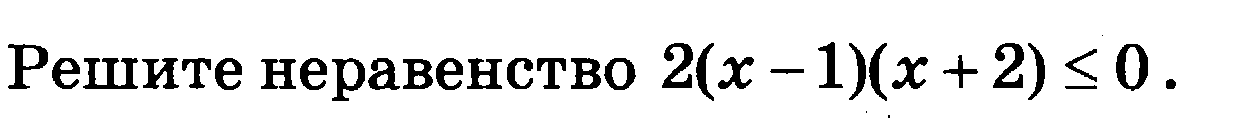 Решите неравенство 2(x – 1)(x + 2) ≤ 0 .